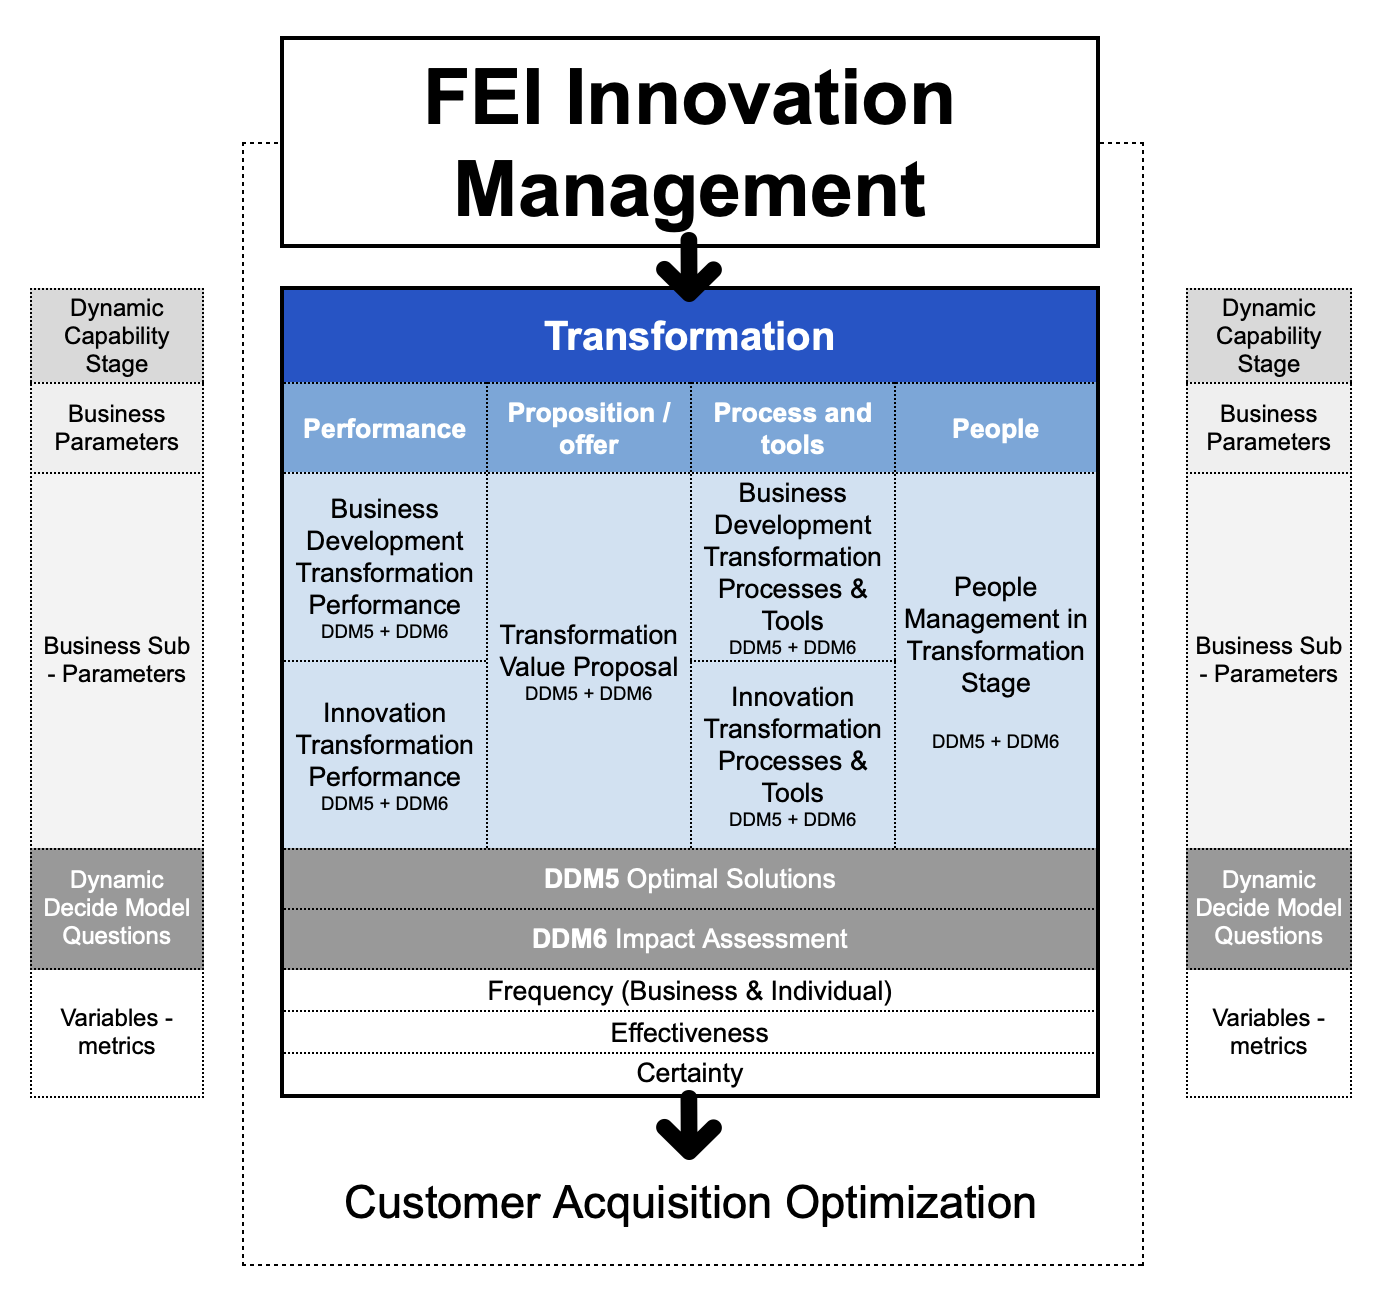 FEI Innovation
Management
Dynamic
Capability
Stage
Business
Parameters
Business Sub
- Parameters
Dynamic
Decide Model
Questions
Variables -
metrics
Transformation
Performance
Proposition /
offer
Process and
tools
People
Business
Development
Transformation
Performance
DDM5 + DDM6
Innovation
Transformation
Performance
DDM5 + DDM6
Transformation
Value Proposal
DDM5 + DDM6
Business
Development
Transformation
Processes &
Tools
DDM5 + DDM6
Innovation
Transformation
Processes &
Tools
DDM5 + DDM6
People
Management in
Transformation
Stage
DDM5 + DDM6
DDM5 Optimal Solutions
DDM6 Impact Assessment
Frequency (Business & Individual)
Effectiveness
Certainty
Dynamic
Capability
Stage
Business
Parameters
Business Sub
- Parameters
Dynamic
Decide Model
Questions
Variables -
metrics
Customer Acquisition Optimization